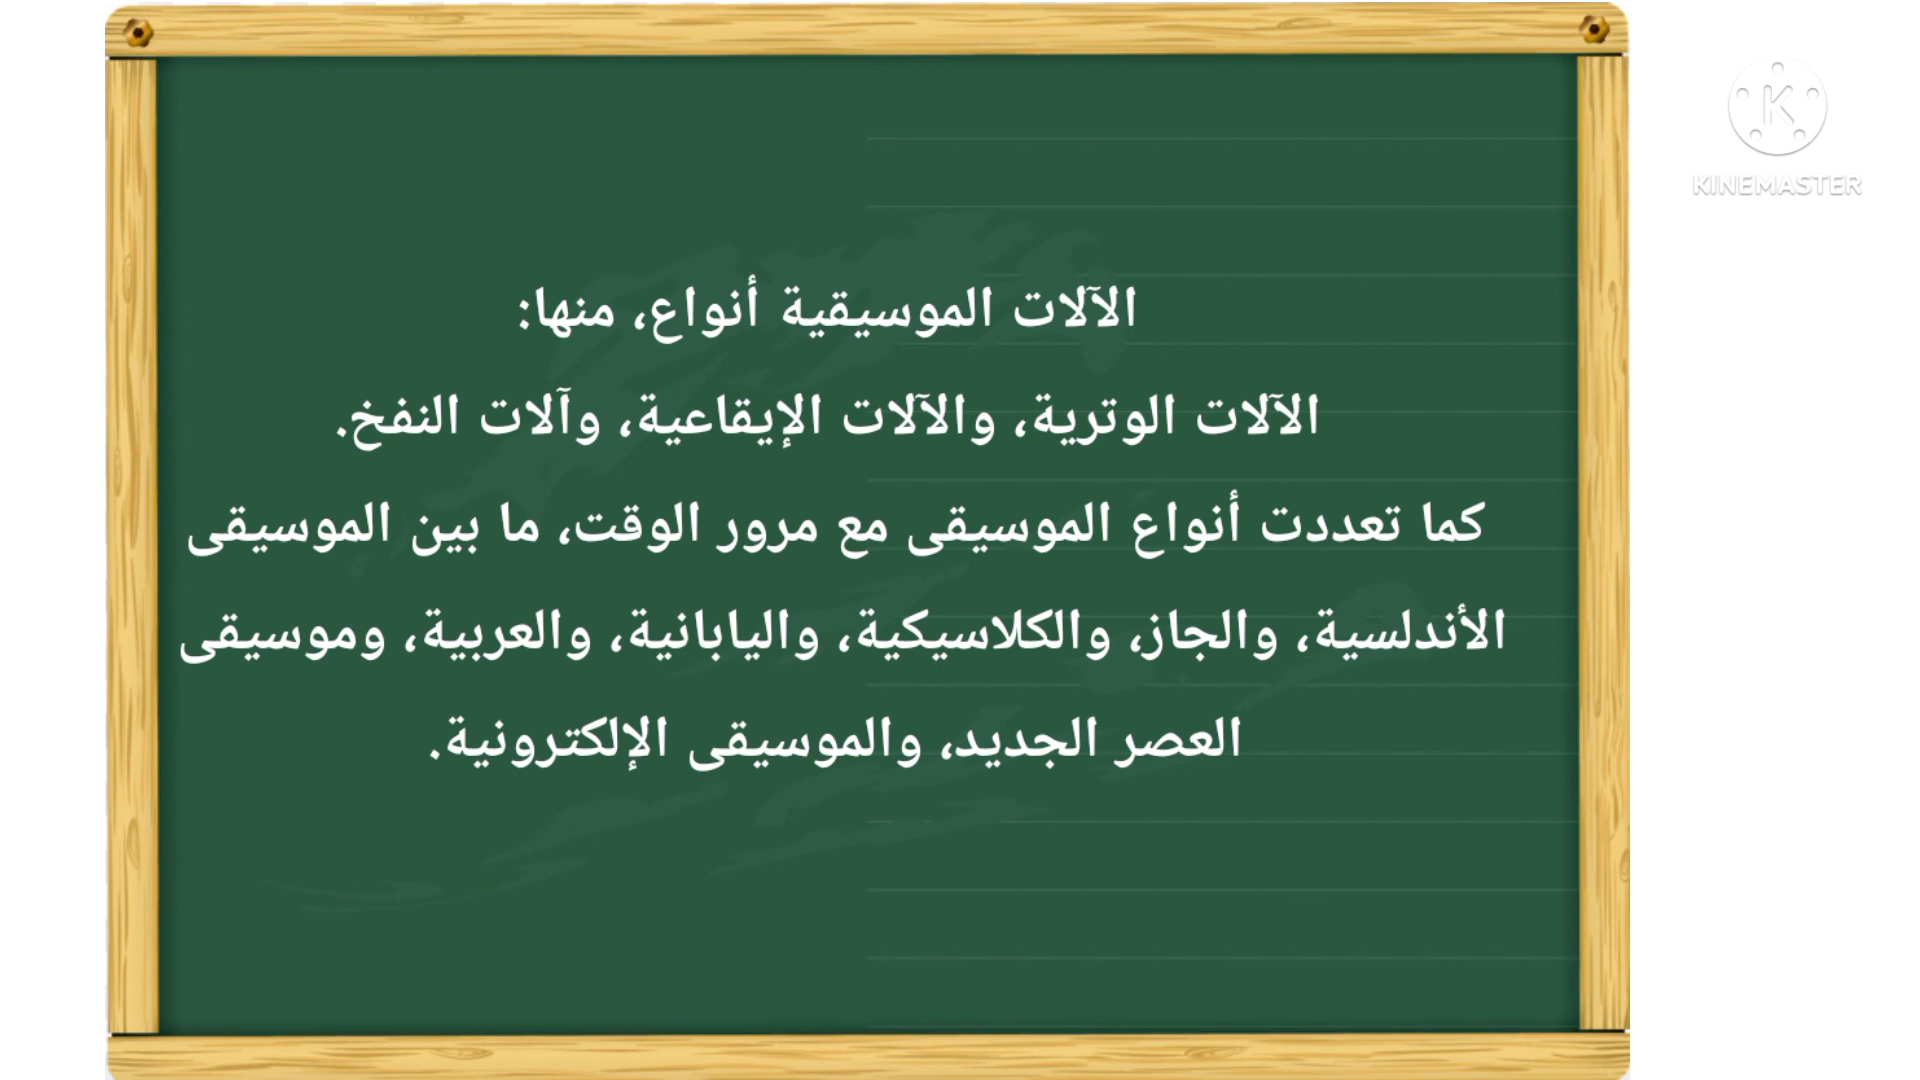 الآلات الموسيقية أنواع، منها:
الآلات الوترية، والآلات الإيقاعية، وآلات النفخ.
كما تعددت أنواع الموسيقى مع مرور الوقت، ما بين الموسيقى
الأندلسية، والجاز، والكلاسيكية، واليابانية، والعربية، وموسيقى
العصر الجديد، والموسيقى الإلكترونية.
K
KINEMASTER